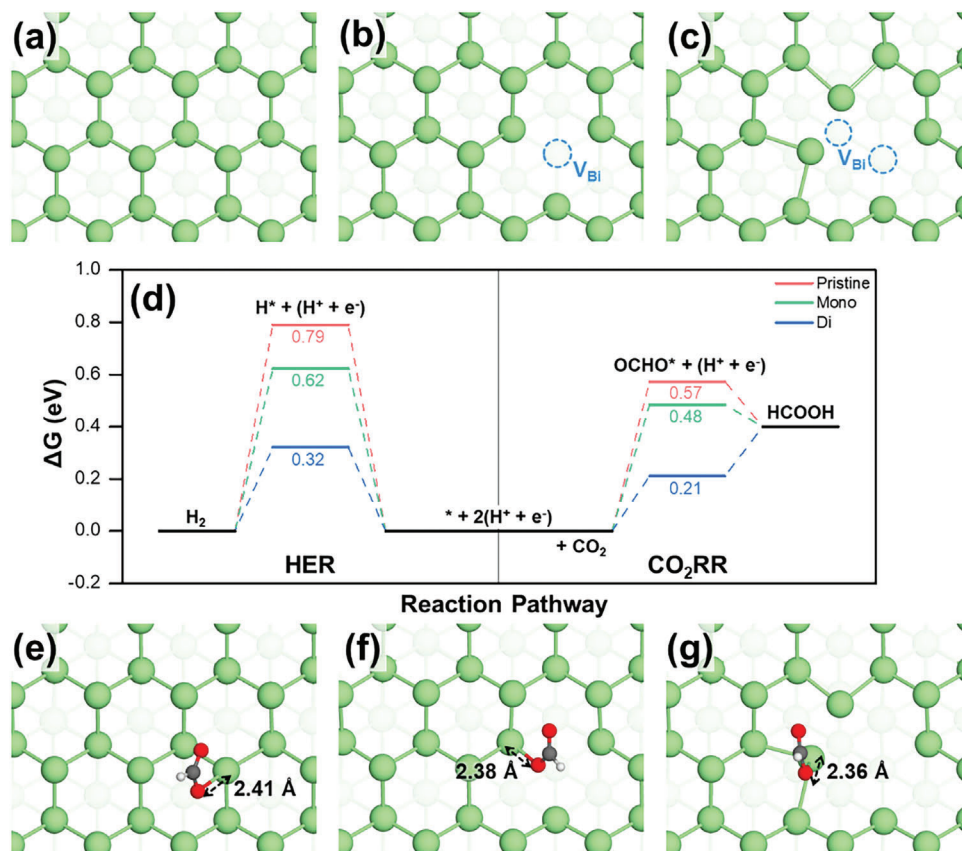 (a)
(b)
V_Bi
(c)
V_Bi
(d)
1.0
0.8
0.6
0.4
0.2
0.0
-0.2
ΔG (eV)
Pristine
Mono
Di
H* + (H⁺ + e⁻)
0.79
0.62
0.32
H₂
* + 2(H⁺ + e⁻)
+ CO₂
OCHO* + (H⁺ + e⁻)
0.57
0.48
0.21
HCOOH
HER
CO₂RR
Reaction Pathway
(e)
2.41 Å
(f)
2.38 Å
(g)
2.36 Å